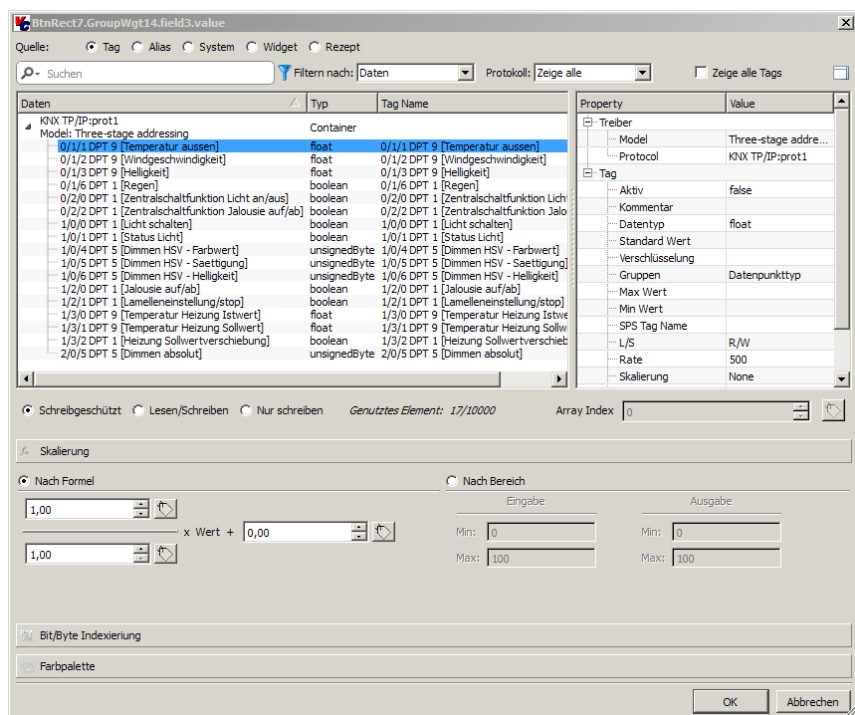 BtnRect7.GroupWgt14.field3.value
Quelle: Tag Alias System Widget Rezept
Suchen Filtern nach: Daten Protokoll: Zeige alle Zeige alle Tags
Daten Typ Tag Name Property Value
KNX TP/IP:prot1
Model: Three-stage addressing Container
0/1/1 DPT 9 [Temperatur aussen] float 0/1/1 DPT 9 [Temperatur aussen]
0/1/2 DPT 9 [Windgeschwindigkeit] float 0/1/2 DPT 9 [Windgeschwindigkeit]
0/1/3 DPT 9 [Helligkeit] float 0/1/3 DPT 9 [Helligkeit]
0/1/6 DPT 1 [Regen] boolean 0/1/6 DPT 1 [Regen]
0/2/0 DPT 1 [Zentralschaltfunktion Licht an/aus] boolean 0/2/0 DPT 1 [Zentralschaltfunktion Lich
0/2/2 DPT 1 [Zentralschaltfunktion Jalousie auf/ab] boolean 0/2/2 DPT 1 [Zentralschaltfunktion Jalo
1/0/0 DPT 1 [Licht schalten] boolean 1/0/0 DPT 1 [Licht schalten]
1/0/1 DPT 1 [Status Licht] boolean 1/0/1 DPT 1 [Status Licht]
1/0/4 DPT 5 [Dimmen HSV - Farbwert] unsignedByte 1/0/4 DPT 5 [Dimmen HSV - Farbwert]
1/0/5 DPT 5 [Dimmen HSV - Saettigung] unsignedByte 1/0/5 DPT 5 [Dimmen HSV - Saettigung]
1/0/6 DPT 5 [Dimmen HSV - Helligkeit] unsignedByte 1/0/6 DPT 5 [Dimmen HSV - Helligkeit]
1/2/0 DPT 1 [Jalousie auf/ab] boolean 1/2/0 DPT 1 [Jalousie auf/ab]
1/2/1 DPT 1 [Lamelleneinstellung/stop] boolean 1/2/1 DPT 1 [Lamelleneinstellung/stop]
1/3/0 DPT 9 [Temperatur Heizung Istwert] float 1/3/0 DPT 9 [Temperatur Heizung Istwe
1/3/1 DPT 9 [Temperatur Heizung Sollwert] float 1/3/1 DPT 9 [Temperatur Heizung Sollw
1/3/2 DPT 1 [Heizung Sollwertverschiebung] boolean 1/3/2 DPT 1 [Heizung Sollwertverschieb
2/0/5 DPT 5 [Dimmen absolut] unsignedByte 2/0/5 DPT 5 [Dimmen absolut]
Treiber
Model Three-stage addre...
Protocol KNX TP/IP:prot1
Tag
Aktiv false
Kommentar
Datentyp float
Standard Wert
Verschlüsselung
Gruppen Datenpunkttyp
Max Wert
Min Wert
SPS Tag Name
L/S R/W
Rate 500
Skalierung None
Schreibgeschützt Lesen/Schreiben Nur schreiben Genutztes Element: 17/10000 Array Index 0
Skalierung
Nach Formel Nach Bereich
Eingabe Ausgabe
1,00
x Wert + 0,00
1,00
Min: 0 Min: 0
Max: 100 Max: 100
Bit/Byte Indexierung
Farbpalette
OK Abbrechen